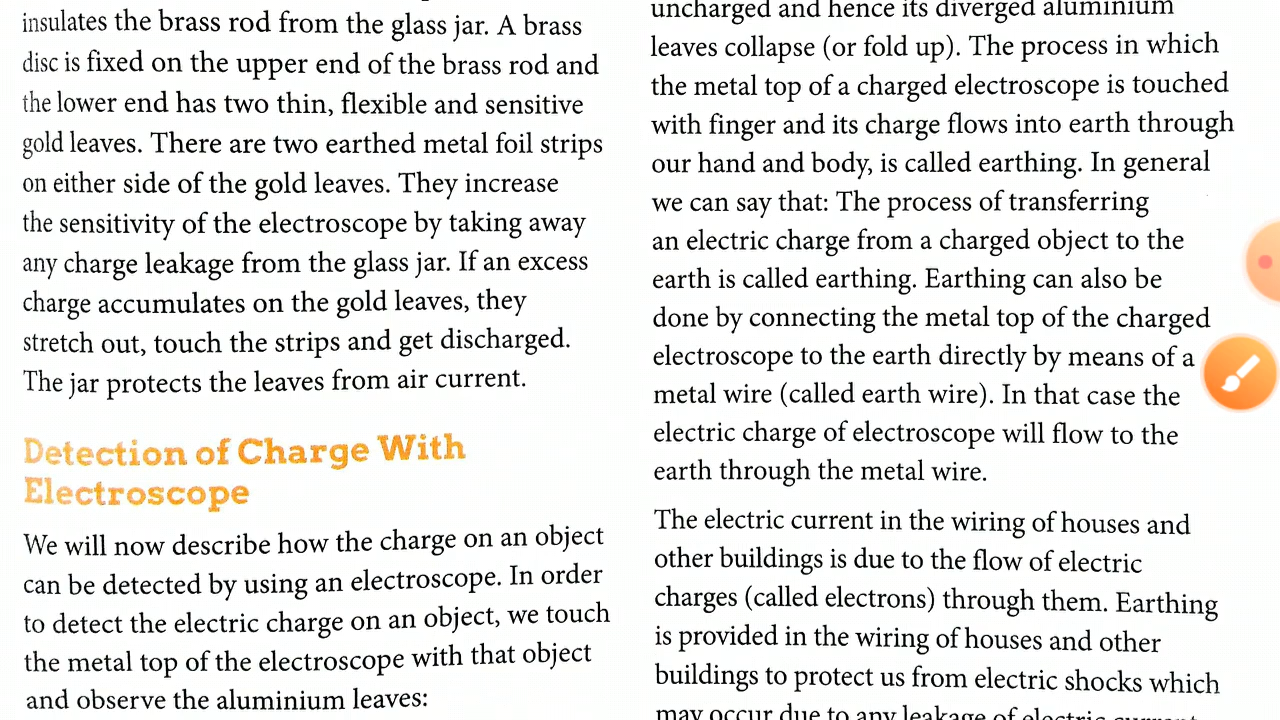 insulates the brass rod from the glass jar. A brass
disc is fixed on the upper end of the brass rod and
the lower end has two thin, flexible and sensitive
gold leaves. There are two earthed metal foil strips
on either side of the gold leaves. They increase
the sensitivity of the electroscope by taking away
any charge leakage from the glass jar. If an excess
charge accumulates on the gold leaves, they
stretch out, touch the strips and get discharged.
The jar protects the leaves from air current.
Detection of Charge With
Electroscope
We will now describe how the charge on an object
can be detected by using an electroscope. In order
to detect the electric charge on an object, we touch
the metal top of the electroscope with that object
and observe the aluminium leaves:
uncharged and hence its diverged aluminium
leaves collapse (or fold up). The process in which
the metal top of a charged electroscope is touched
with finger and its charge flows into earth through
our hand and body, is called earthing. In general
we can say that: The process of transferring
an electric charge from a charged object to the
earth is called earthing. Earthing can also be
done by connecting the metal top of the charged
electroscope to the earth directly by means of a
metal wire (called earth wire). In that case the
electric charge of electroscope will flow to the
earth through the metal wire.
The electric current in the wiring of houses and
other buildings is due to the flow of electric
charges (called electrons) through them. Earthing
is provided in the wiring of houses and other
buildings to protect us from electric shocks which
may occur due to any leakage of electric current